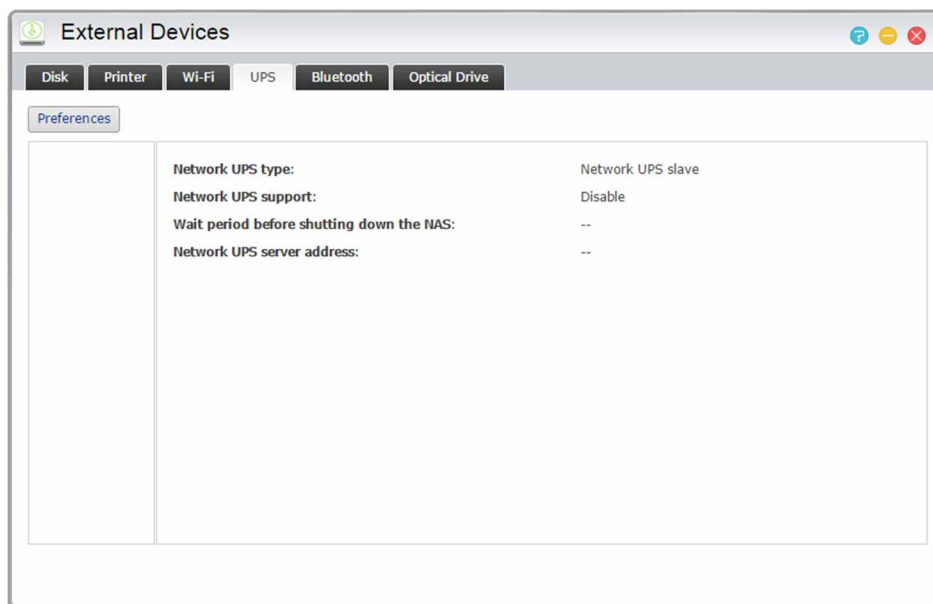 External Devices
Disk Printer Wi-Fi UPS Bluetooth Optical Drive
Preferences
Network UPS type: Network UPS slave
Network UPS support: Disable
Wait period before shutting down the NAS: --
Network UPS server address: --